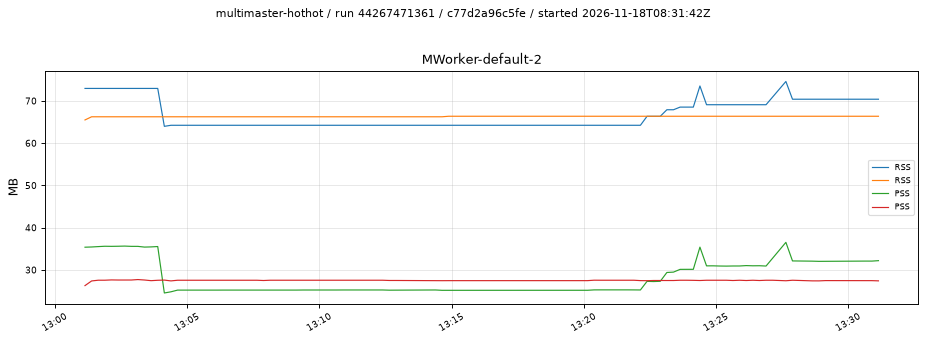 multimaster-hothot / run 44267471361 / c77d2a96c5fe / started 2026-11-18T08:31:42Z
MWorker-default-2
MB
70
60
50
40
30
RSS
RSS
PSS
PSS
13:00
13:05
13:10
13:15
13:20
13:25
13:30